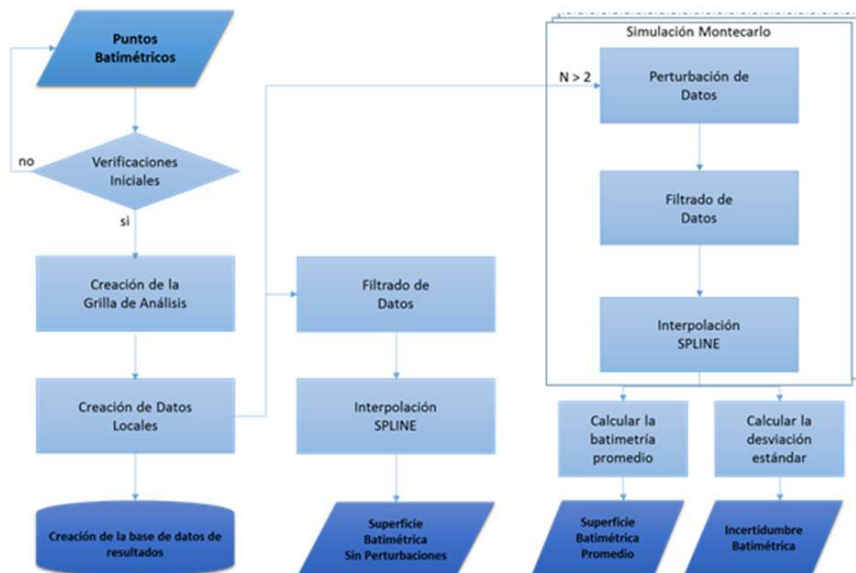 Puntos
Batimétricos
no
Verificaciones
Iniciales
si
Creación de la
Grilla de Análisis
Creación de Datos
Locales
Creación de la base de datos de
resultados
Filtrado de
Datos
Interpolación
SPLINE
Superficie
Batimétrica
Sin Perturbaciones
Simulación Montecarlo
N > 2
Perturbación de
Datos
Filtrado de
Datos
Interpolación
SPLINE
Calcular la
batimetría
promedio
Superficie
Batimétrica
Promedio
Calcular la
desviación
estándar
Incertidumbre
Batimétrica